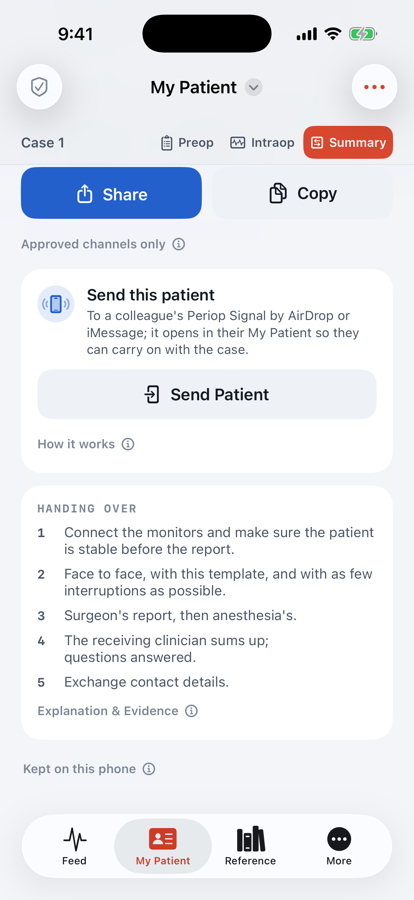 9:41
My Patient
Case 1
Preop
Intraop
Summary
Share
Copy
Approved channels only
Send this patient
To a colleague's Periop Signal by AirDrop or
iMessage; it opens in their My Patient so they
can carry on with the case.
Send Patient
How it works
HANDING OVER
1 Connect the monitors and make sure the patient
is stable before the report.
2 Face to face, with this template, and with as few
interruptions as possible.
3 Surgeon's report, then anesthesia's.
4 The receiving clinician sums up;
questions answered.
5 Exchange contact details.
Explanation & Evidence
Kept on this phone
Feed
My Patient
Reference
More